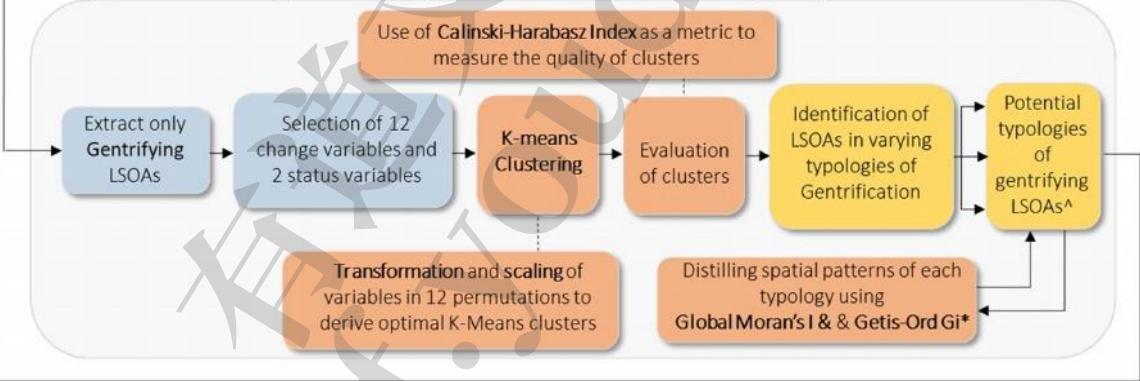 Use of Calinski-Harabasz Index as a metric to
measure the quality of clusters
Extract only
Gentrifying
LSOAs
Selection of 12
change variables and
2 status variables
K-means
Clustering
Evaluation
of clusters
Identification of
LSOAs in varying
typologies of
Gentrification
Potential
typologies
of
gentrifying
LSOAs^
Transformation and scaling of
variables in 12 permutations to
derive optimal K-Means clusters
Distilling spatial patterns of each
typology using
Global Moran's I & & Getis-Ord Gi*
有道
f.youd